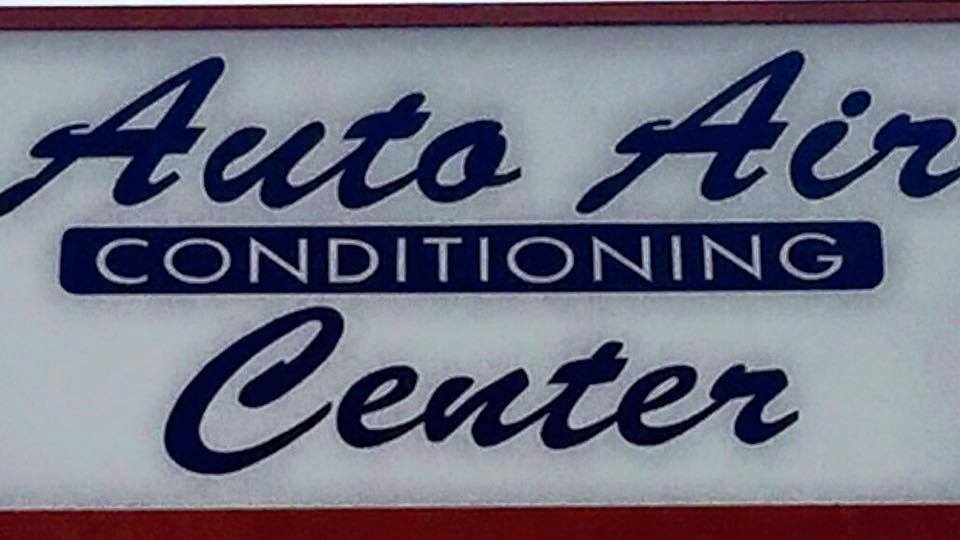 Auto Air
CONDITIONING
Center